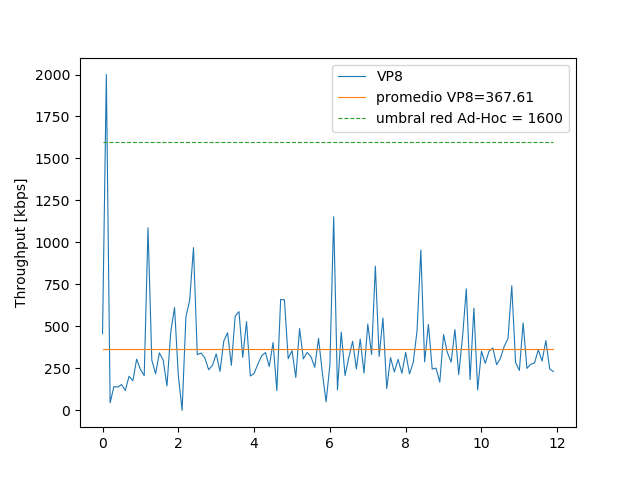 VP8
promedio VP8=367.61
umbral red Ad-Hoc = 1600
2000
1750
1500
1250
1000
750
500
250
0
Throughput [kbps]
0 2 4 6 8 10 12